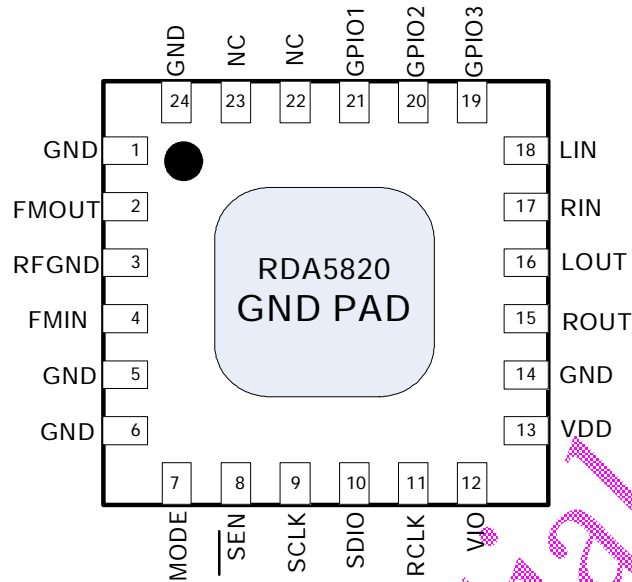 GND
NC
NC
GPIO1
GPIO2
GPIO3
24
23
22
21
20
19
GND 1
18 LIN
FMOUT 2
17 RIN
RFGND 3
16 LOUT
FMIN 4
15 ROUT
GND 5
14 GND
GND 6
13 VDD
RDA5820
GND PAD
7
8
9
10
11
12
MODE
SEN
SCLK
SDIO
RCLK
VIO